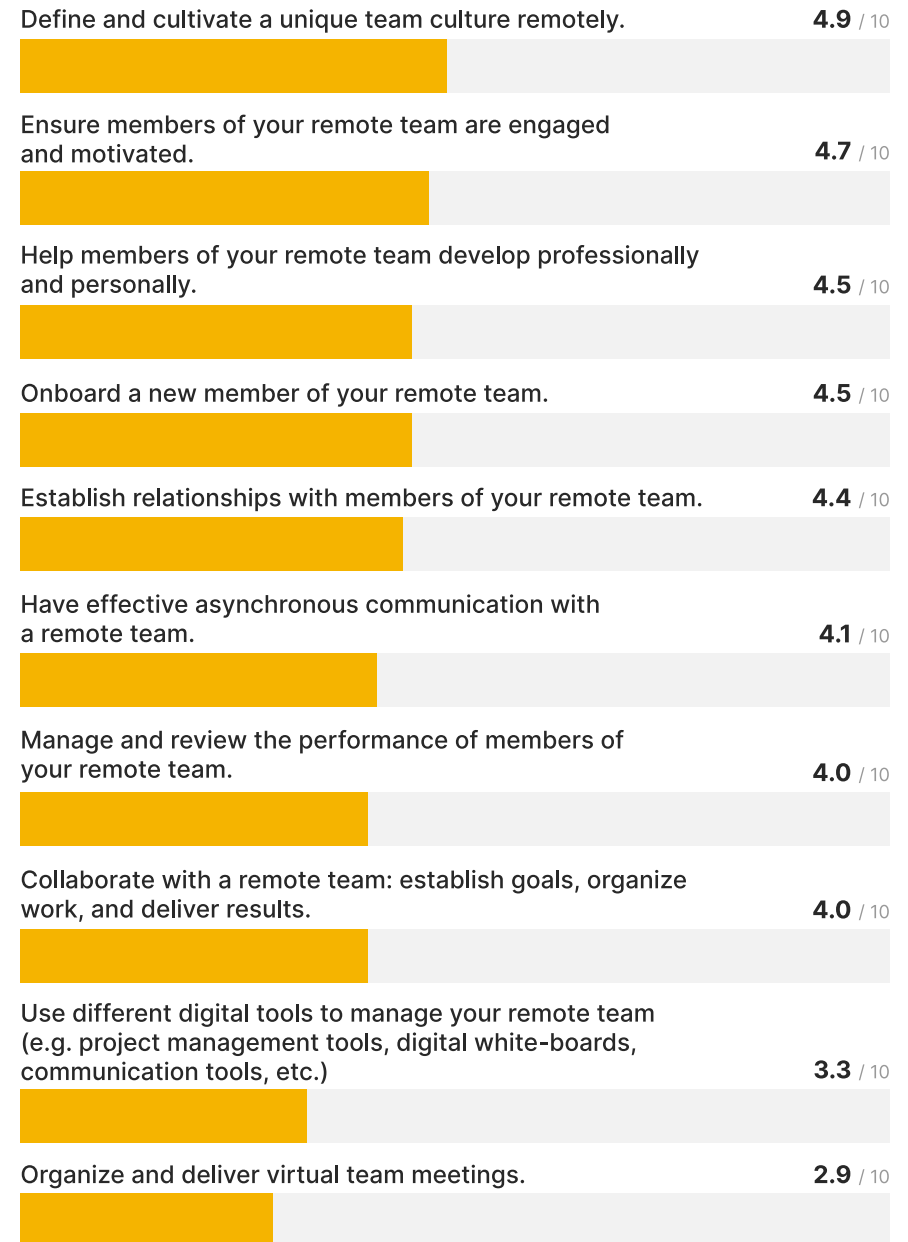 Define and cultivate a unique team culture remotely. 4.9 / 10
Ensure members of your remote team are engaged
and motivated. 4.7 / 10
Help members of your remote team develop professionally
and personally. 4.5 / 10
Onboard a new member of your remote team. 4.5 / 10
Establish relationships with members of your remote team. 4.4 / 10
Have effective asynchronous communication with
a remote team. 4.1 / 10
Manage and review the performance of members of
your remote team. 4.0 / 10
Collaborate with a remote team: establish goals, organize
work, and deliver results. 4.0 / 10
Use different digital tools to manage your remote team
(e.g. project management tools, digital white-boards,
communication tools, etc.) 3.3 / 10
Organize and deliver virtual team meetings. 2.9 / 10